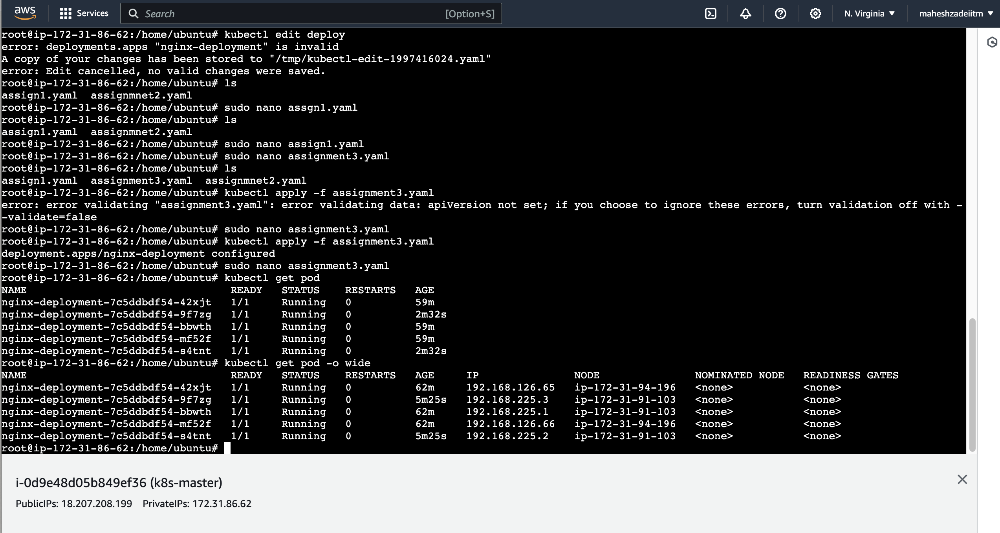 aws Services Search [Option+S] N. Virginia maheshzadeiitm
root@ip-172-31-86-62:/home/ubuntu# kubectl edit deploy
error: deployments.apps "nginx-deployment" is invalid
A copy of your changes has been stored to "/tmp/kubectl-edit-1997416024.yaml"
error: Edit cancelled, no valid changes were saved.
root@ip-172-31-86-62:/home/ubuntu# ls
assign1.yaml  assignmnet2.yaml
root@ip-172-31-86-62:/home/ubuntu# sudo nano assgn1.yaml
root@ip-172-31-86-62:/home/ubuntu# ls
assign1.yaml  assignmnet2.yaml
root@ip-172-31-86-62:/home/ubuntu# sudo nano assign1.yaml
root@ip-172-31-86-62:/home/ubuntu# sudo nano assignment3.yaml
root@ip-172-31-86-62:/home/ubuntu# ls
assign1.yaml  assignment3.yaml  assignmnet2.yaml
root@ip-172-31-86-62:/home/ubuntu# kubectl apply -f assignment3.yaml
error: error validating "assignment3.yaml": error validating data: apiVersion not set; if you choose to ignore these errors, turn validation off with -
-validate=false
root@ip-172-31-86-62:/home/ubuntu# sudo nano assignment3.yaml
root@ip-172-31-86-62:/home/ubuntu# kubectl apply -f assignment3.yaml
deployment.apps/nginx-deployment configured
root@ip-172-31-86-62:/home/ubuntu# sudo nano assignment3.yaml
root@ip-172-31-86-62:/home/ubuntu# kubectl get pod
NAME                                READY   STATUS    RESTARTS   AGE
nginx-deployment-7c5ddbdf54-42xjt   1/1     Running   0          59m
nginx-deployment-7c5ddbdf54-9f7zg   1/1     Running   0          2m32s
nginx-deployment-7c5ddbdf54-bbwth   1/1     Running   0          59m
nginx-deployment-7c5ddbdf54-mf52f   1/1     Running   0          59m
nginx-deployment-7c5ddbdf54-s4tnt   1/1     Running   0          2m32s
root@ip-172-31-86-62:/home/ubuntu# kubectl get pod -o wide
NAME                                READY   STATUS    RESTARTS   AGE     IP               NODE               NOMINATED NODE   READINESS GATES
nginx-deployment-7c5ddbdf54-42xjt   1/1     Running   0          62m     192.168.126.65   ip-172-31-94-196   <none>           <none>
nginx-deployment-7c5ddbdf54-9f7zg   1/1     Running   0          5m25s   192.168.225.3    ip-172-31-91-103   <none>           <none>
nginx-deployment-7c5ddbdf54-bbwth   1/1     Running   0          62m     192.168.225.1    ip-172-31-91-103   <none>           <none>
nginx-deployment-7c5ddbdf54-mf52f   1/1     Running   0          62m     192.168.126.66   ip-172-31-94-196   <none>           <none>
nginx-deployment-7c5ddbdf54-s4tnt   1/1     Running   0          5m25s   192.168.225.2    ip-172-31-91-103   <none>           <none>
root@ip-172-31-86-62:/home/ubuntu#
i-0d9e48d05b849ef36 (k8s-master)
PublicIPs: 18.207.208.199 PrivateIPs: 172.31.86.62